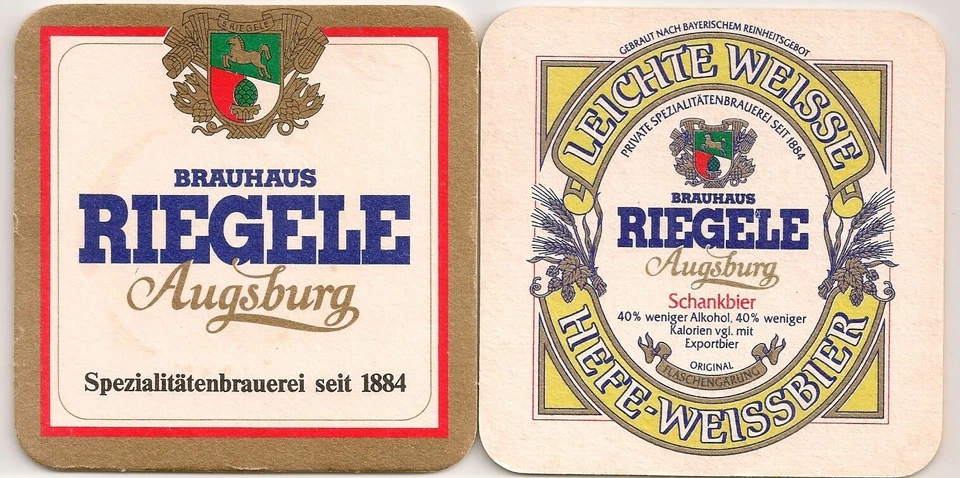 S. RIEGELE
BRAUHAUS
RIEGELE
Augsburg
Spezialitätenbrauerei seit 1884
GEBRAUT NACH BAYERISCHEM REINHEITSGEBOT
LEICHTE WEISSE
PRIVATE SPEZIALITÄTENBRAUEREI SEIT 1884
BRAUHAUS
RIEGELE
Augsburg
Schankbier
40% weniger Alkohol, 40% weniger
Kalorien vgl. mit
Exportbier
ORIGINAL
FLASCHENGÄRUNG
HEFE-WEISSBIER